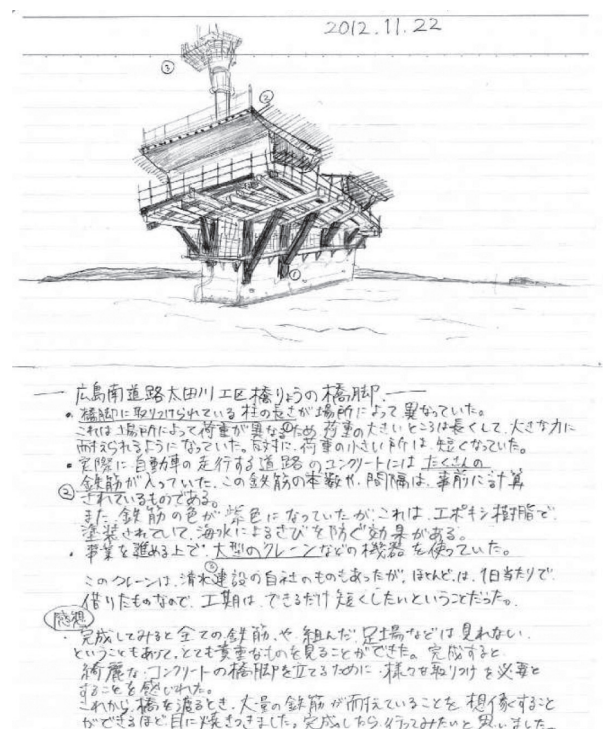 2012.11.22
③
②
①
広島南道路太田川工区橋りょうの橋脚.
・橋脚に取りつけられている柱の長さが場所によって異なっていた。
これは場所によって荷重が異なるため①荷重の大きいところは長くして、大きな力に
耐えられるようになっていた。反対に、荷重の小さい所は短くなっていた。
・実際に自動車の走行する道路のコンクリートにはたくさんの
鉄筋が入っていた。この鉄筋の本数や、間隔は、事前に計算
②されているものである。
また鉄筋の色が紫色になっていたが、これは、エポキシ樹脂で
塗装されていて、海水によるさびを防ぐ効果がある。
・事業を進める上で、大型のクレーンなどの機器を使っていた。
③
このクレーンは、清水建設の自社のものもあったが、ほとんどは、1日当たりで
借りたものなので、工期は、できるだけ短くしたいということだった。
感想
・完成してみると全ての鉄筋、や、組んだ足場などは見れない
ということもあって、とても貴重なものを見ることができた。完成すると
綺麗なコンクリートの橋脚を立てるために様々な取りつけを必要と
することを感じれた。
これから、橋を渡るとき、大量の鉄筋が耐えていることを想像すること
ができるほど目に焼きつきました。完成したら、行ってみたいと思いました。